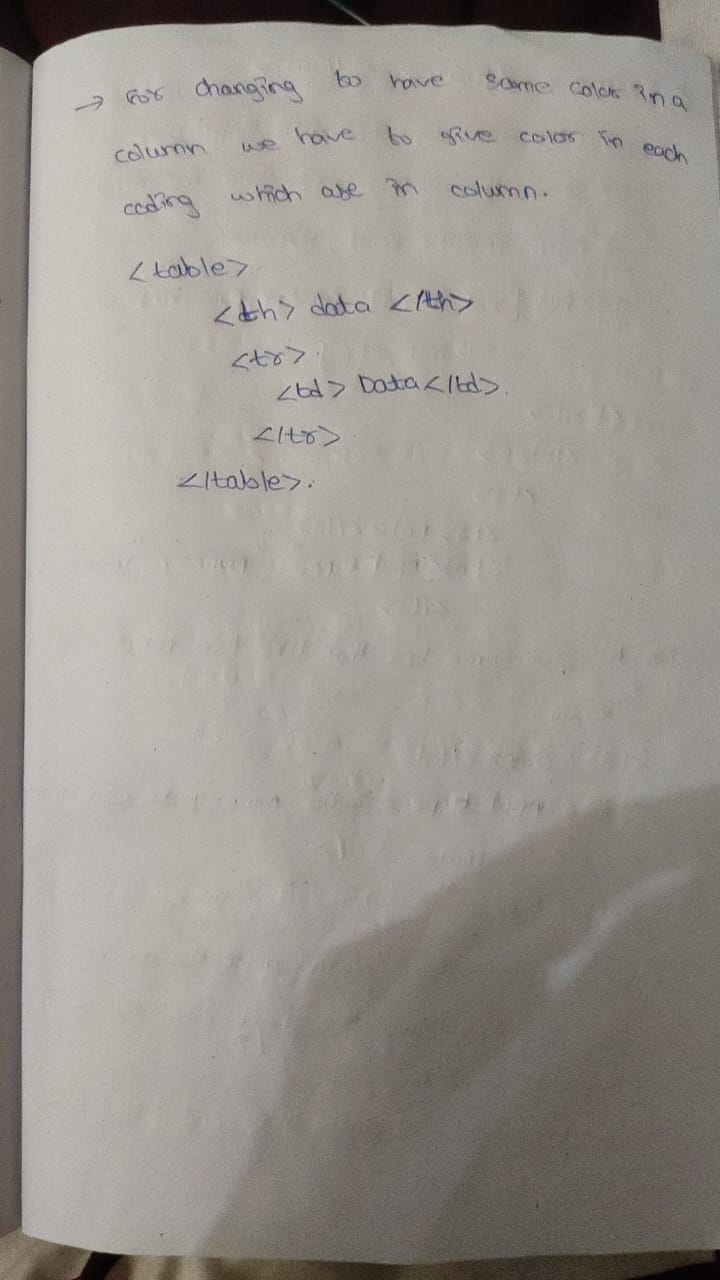 → For changing to have same color in a
column we have to give color in each
coding which are in column.
<table>
<th> data </th>
<tr>.
<td> Data </td>.
</tr>
</table>.